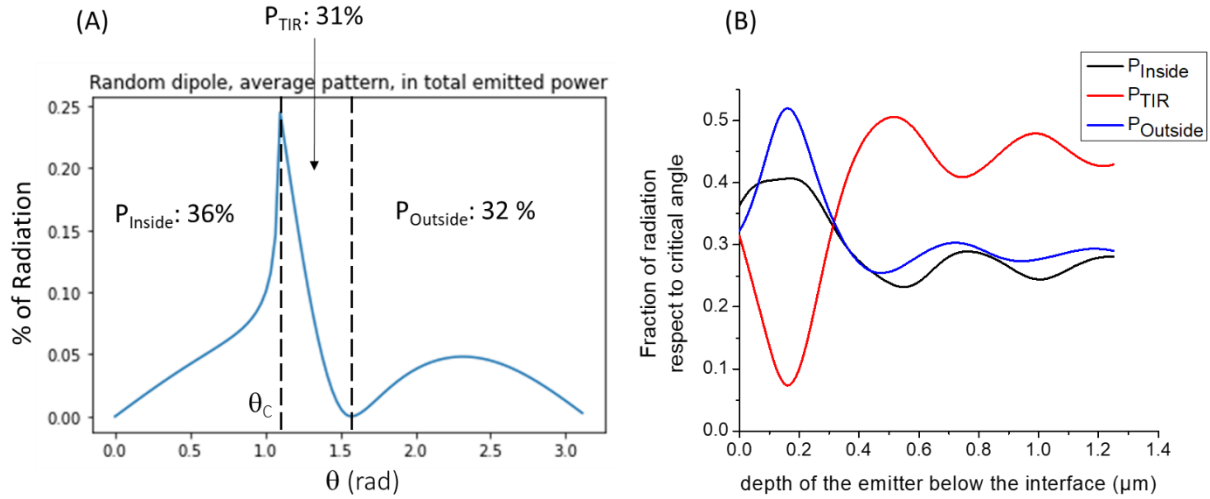 (A)
P_TIR: 31%
Random dipole, average pattern, in total emitted power
% of Radiation
0.25
0.20
0.15
0.10
0.05
0.00
P_Inside: 36%
P_Outside: 32 %
θ_C
0.0 0.5 1.0 1.5 2.0 2.5 3.0
θ (rad)
(B)
P_Inside
P_TIR
P_Outside
Fraction of radiation
respect to critical angle
0.5
0.4
0.3
0.2
0.1
0.0
0.0 0.2 0.4 0.6 0.8 1.0 1.2 1.4
depth of the emitter below the interface (µm)